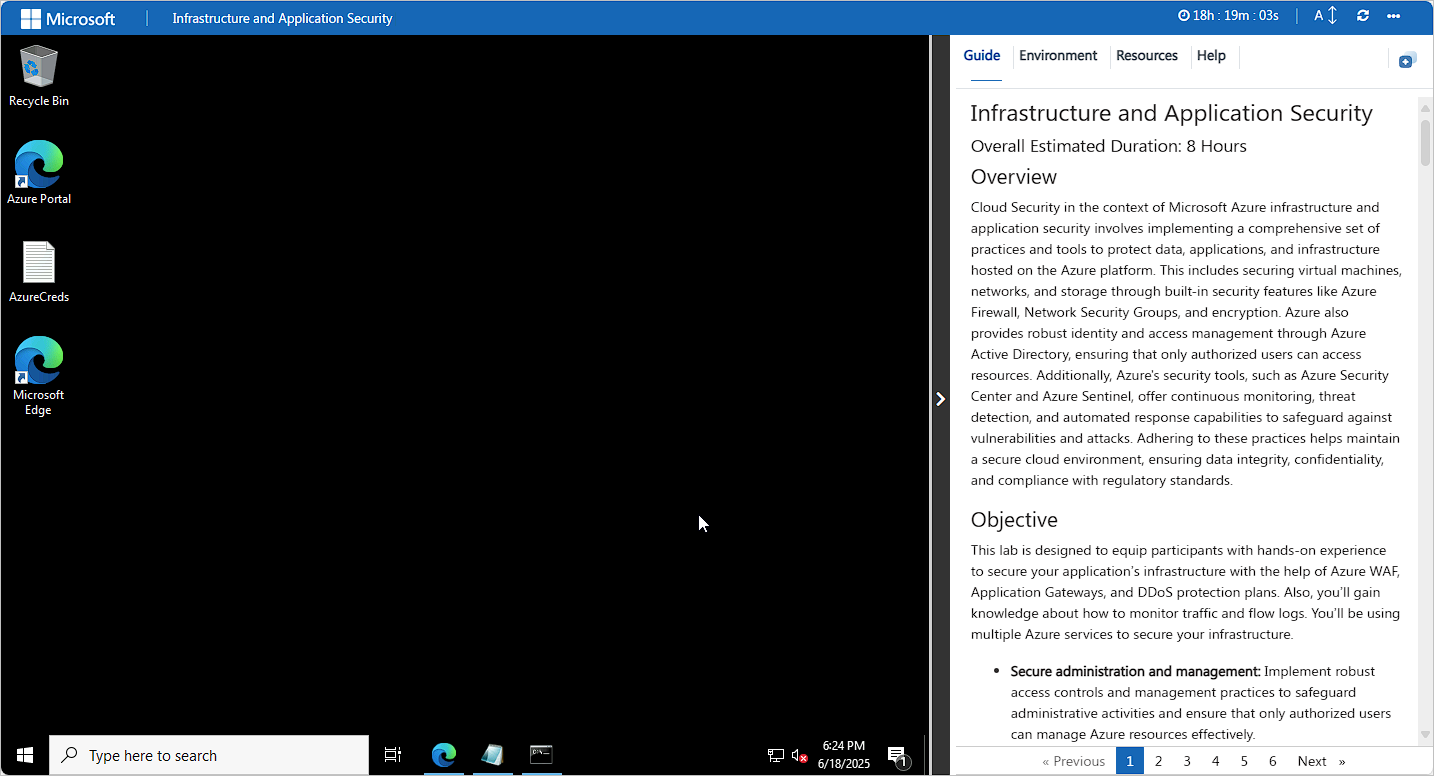 Microsoft
Infrastructure and Application Security
18h : 19m : 03s
A
Recycle Bin
Azure Portal
AzureCreds
Microsoft
Edge
Type here to search
6:24 PM
6/18/2025
1
Guide
Environment
Resources
Help
Infrastructure and Application Security
Overall Estimated Duration: 8 Hours
Overview
Cloud Security in the context of Microsoft Azure infrastructure and
application security involves implementing a comprehensive set of
practices and tools to protect data, applications, and infrastructure
hosted on the Azure platform. This includes securing virtual machines,
networks, and storage through built-in security features like Azure
Firewall, Network Security Groups, and encryption. Azure also
provides robust identity and access management through Azure
Active Directory, ensuring that only authorized users can access
resources. Additionally, Azure's security tools, such as Azure Security
Center and Azure Sentinel, offer continuous monitoring, threat
detection, and automated response capabilities to safeguard against
vulnerabilities and attacks. Adhering to these practices helps maintain
a secure cloud environment, ensuring data integrity, confidentiality,
and compliance with regulatory standards.
Objective
This lab is designed to equip participants with hands-on experience
to secure your application's infrastructure with the help of Azure WAF,
Application Gateways, and DDoS protection plans. Also, you'll gain
knowledge about how to monitor traffic and flow logs. You'll be using
multiple Azure services to secure your infrastructure.
• Secure administration and management: Implement robust
access controls and management practices to safeguard
administrative activities and ensure that only authorized users
can manage Azure resources effectively.
« Previous 1 2 3 4 5 6 Next »